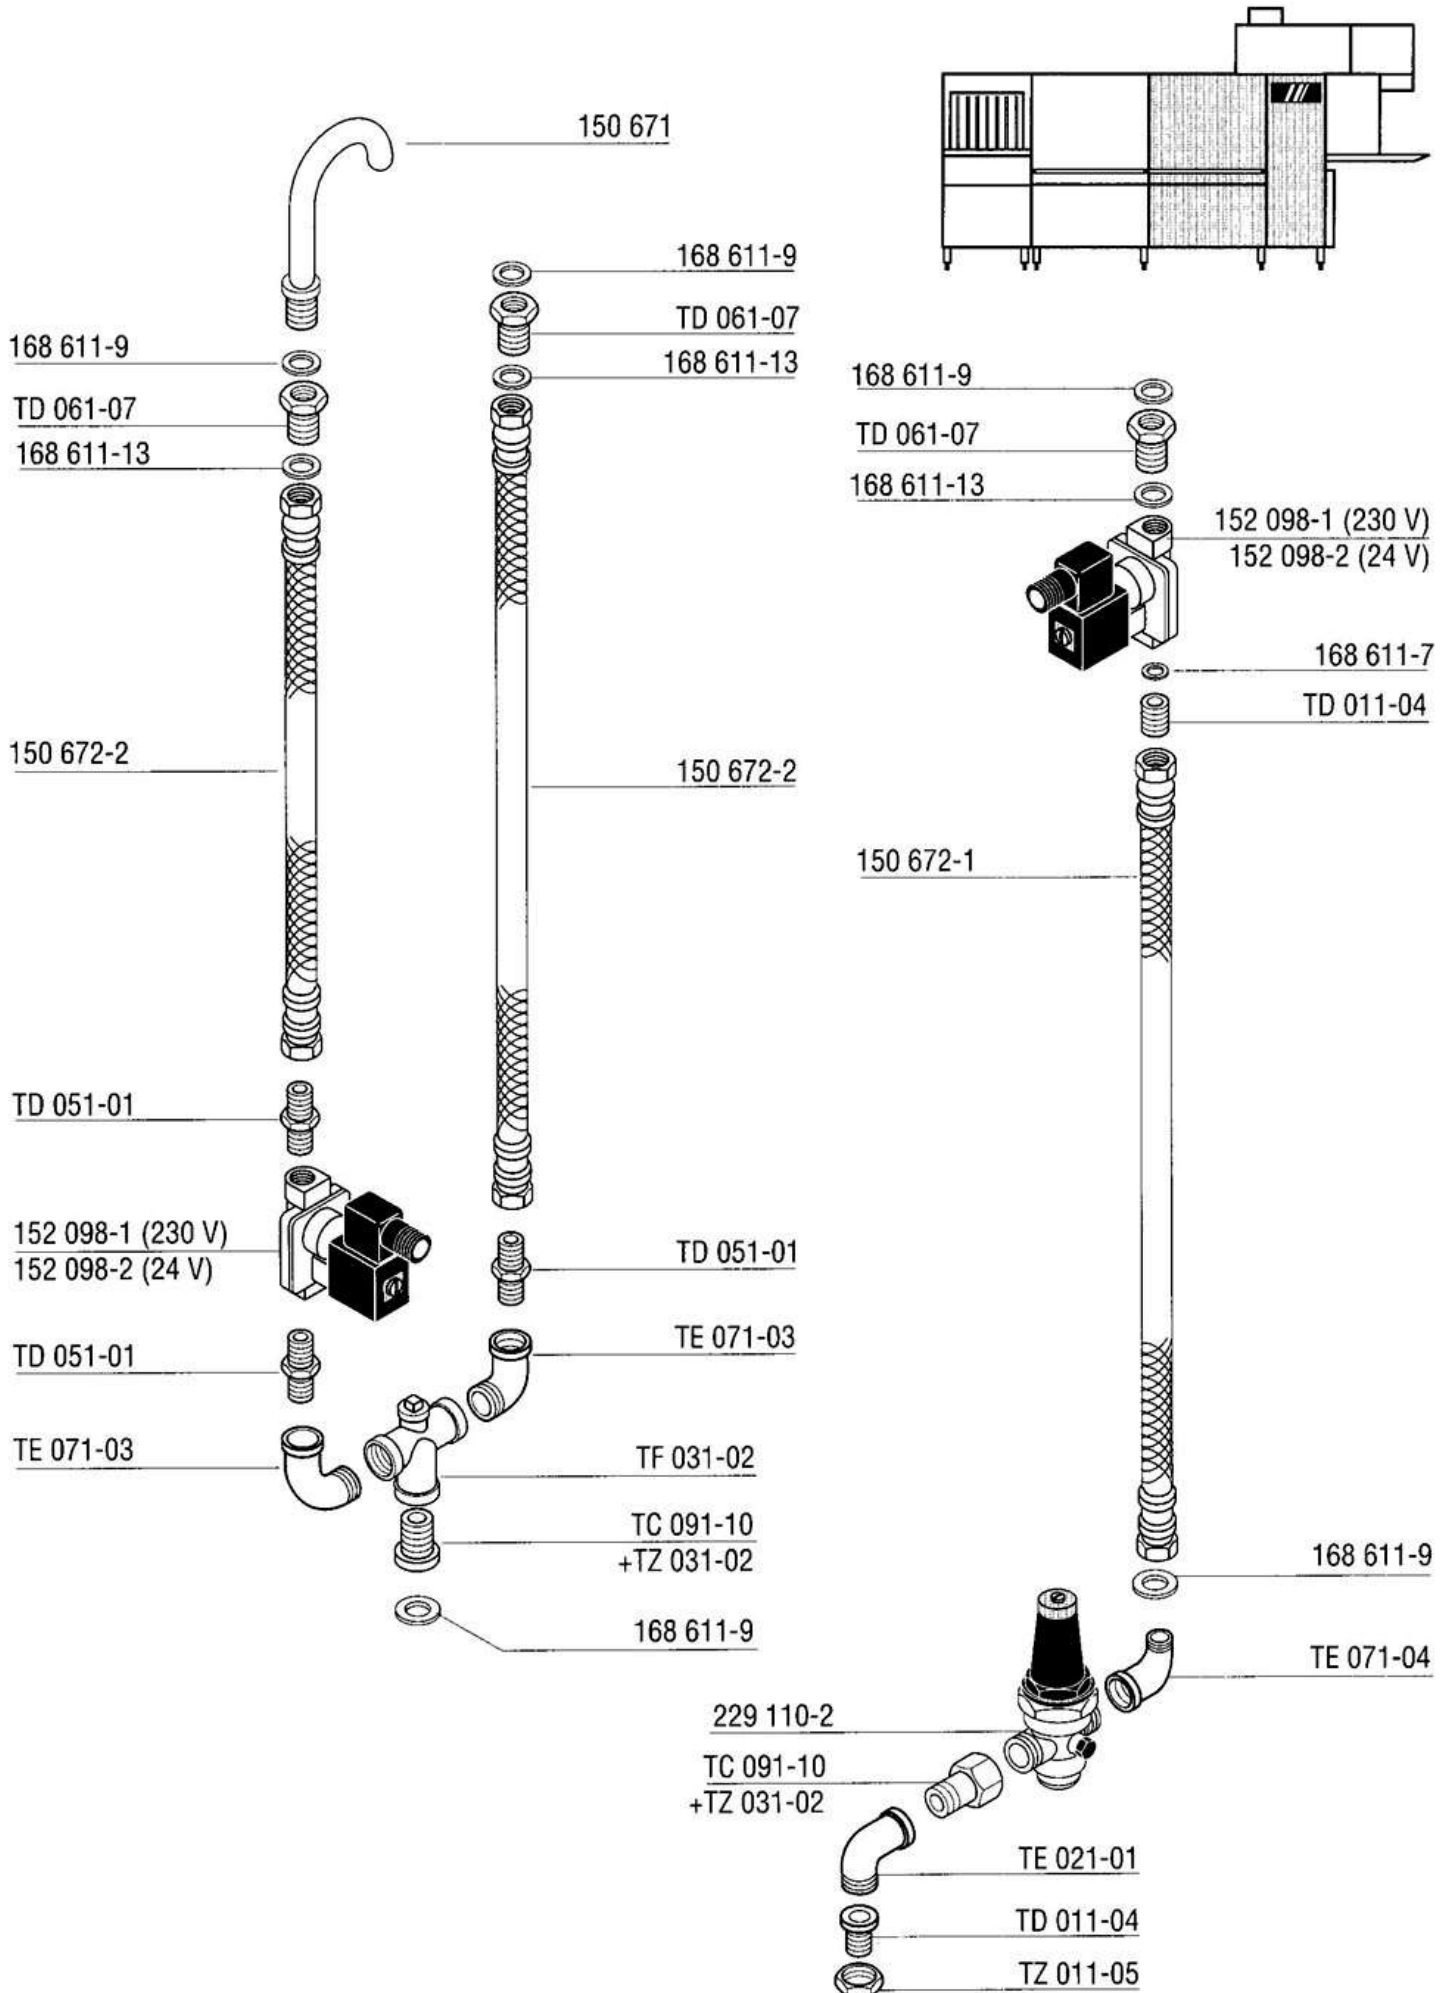 150 671
168 611-9
TD 061-07
168 611-13
150 672-2
TD 051-01
152 098-1 (230 V)
152 098-2 (24 V)
TD 051-01
TE 071-03
168 611-9
TD 061-07
168 611-13
150 672-2
TD 051-01
TE 071-03
TF 031-02
TC 091-10
+TZ 031-02
168 611-9
168 611-9
TD 061-07
168 611-13
152 098-1 (230 V)
152 098-2 (24 V)
168 611-7
TD 011-04
150 672-1
168 611-9
TE 071-04
229 110-2
TC 091-10
+TZ 031-02
TE 021-01
TD 011-04
TZ 011-05